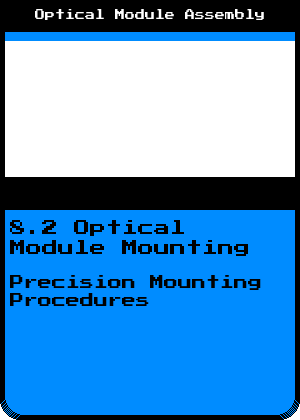 Optical Module Assembly
8.2 Optical
Module Mounting
Precision Mounting
Procedures